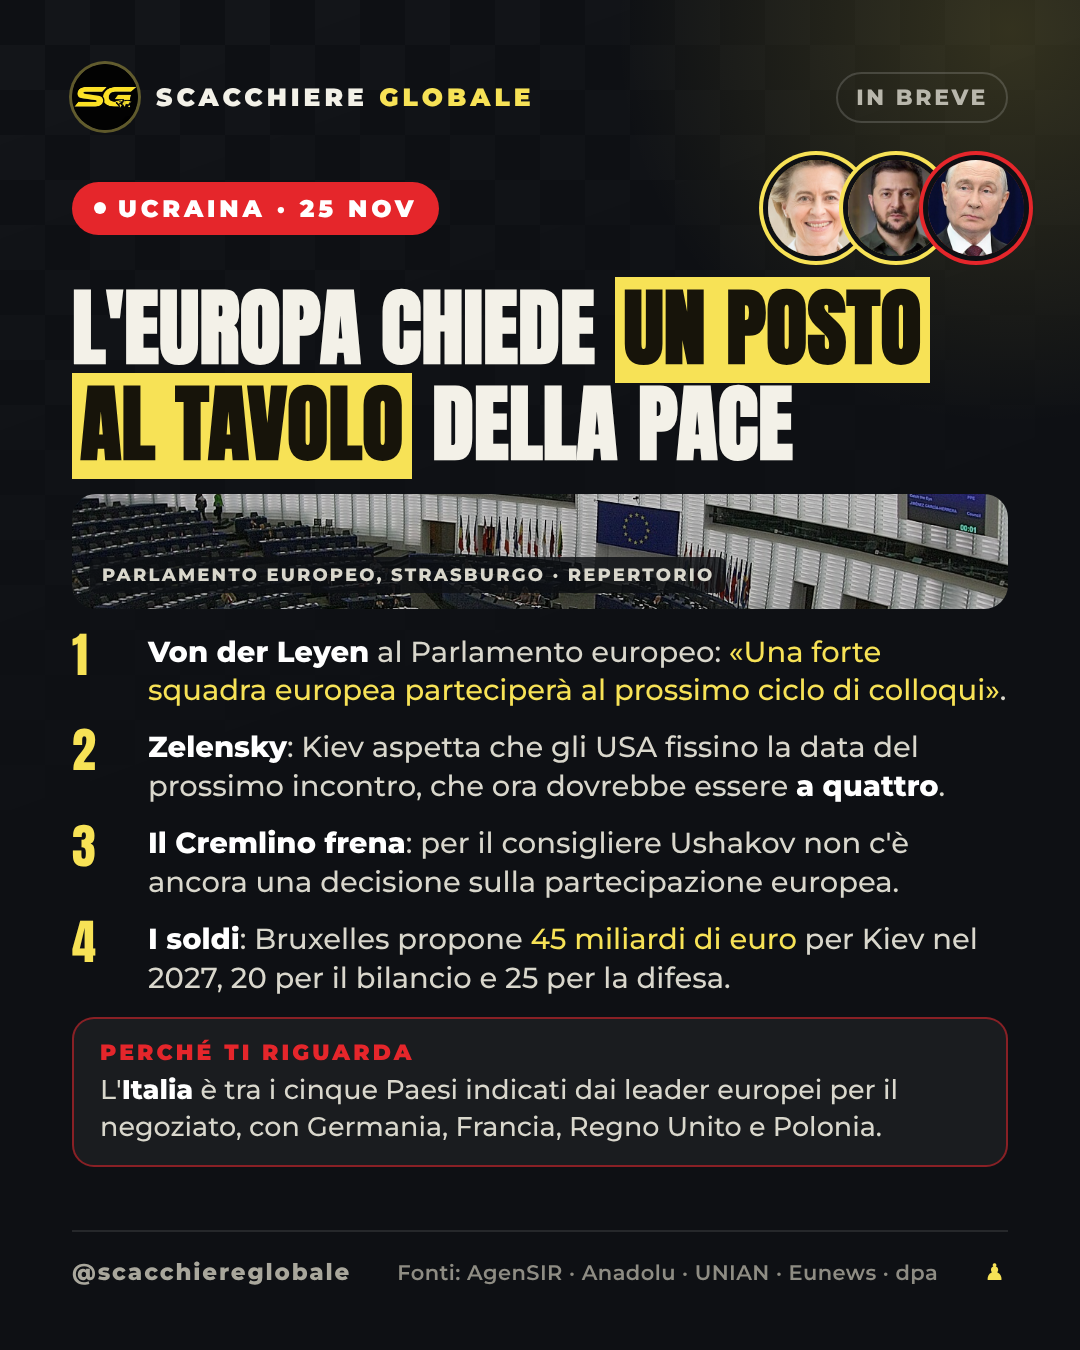 SG
SCACCHIERE GLOBALE
IN BREVE
UCRAINA • 25 NOV
L'EUROPA CHIEDE UN POSTO
AL TAVOLO DELLA PACE
00:01
PARLAMENTO EUROPEO, STRASBURGO · REPERTORIO
1 Von der Leyen al Parlamento europeo: «Una forte
squadra europea parteciperà al prossimo ciclo di colloqui».
2 Zelensky: Kiev aspetta che gli USA fissino la data del
prossimo incontro, che ora dovrebbe essere a quattro.
3 Il Cremlino frena: per il consigliere Ushakov non c'è
ancora una decisione sulla partecipazione europea.
4 I soldi: Bruxelles propone 45 miliardi di euro per Kiev nel
2027, 20 per il bilancio e 25 per la difesa.
PERCHÉ TI RIGUARDA
L'Italia è tra i cinque Paesi indicati dai leader europei per il
negoziato, con Germania, Francia, Regno Unito e Polonia.
@scacchiereglobale
Fonti: AgenSIR · Anadolu · UNIAN · Eunews · dpa